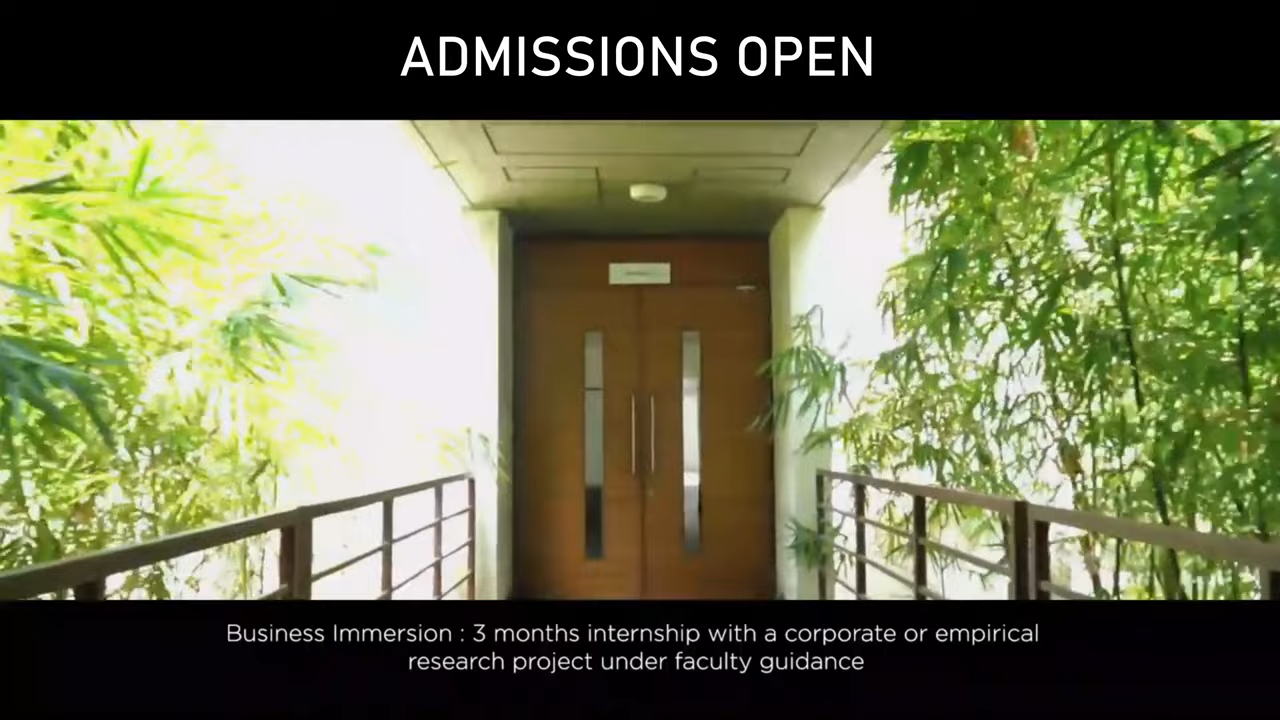 ADMISSIONS OPEN
Business Immersion : 3 months internship with a corporate or empirical
research project under faculty guidance